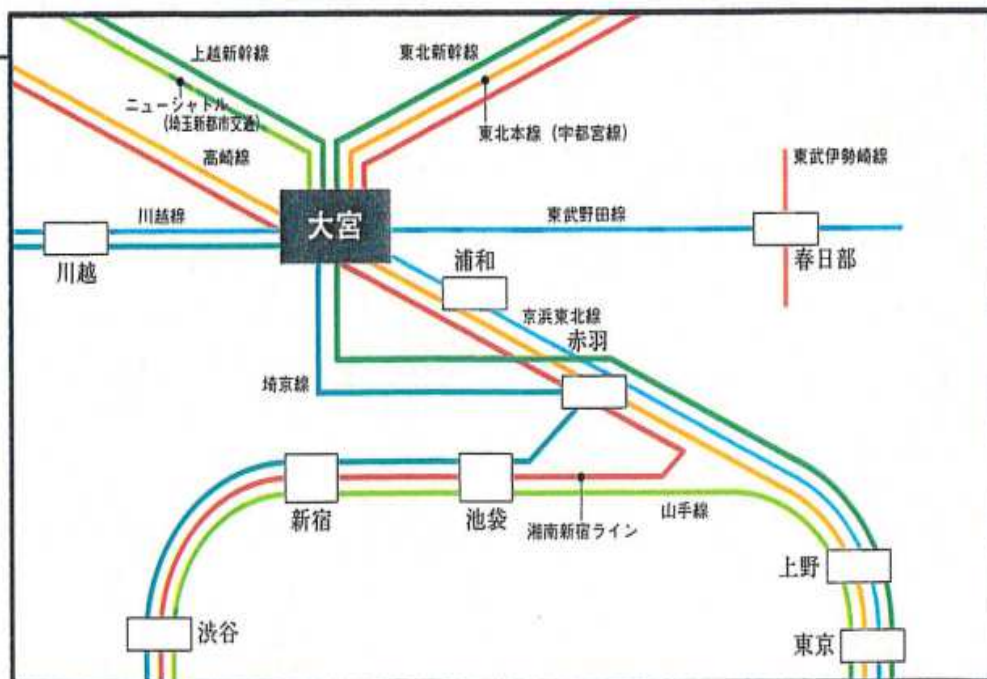 上越新幹線
東北新幹線
ニューシャトル
(埼玉新都市交通)
東北本線(宇都宮線)
高崎線
東武伊勢崎線
川越線
大宮
東武野田線
川越
浦和
春日部
京浜東北線
赤羽
埼京線
新宿
池袋
湘南新宿ライン
山手線
上野
渋谷
東京